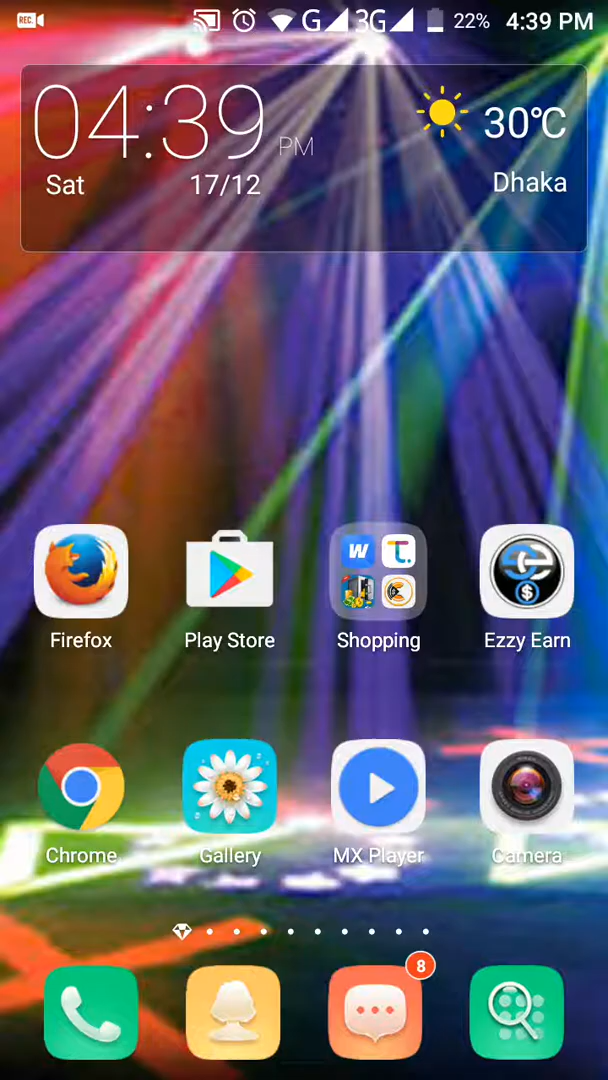 REC. G 3G 22% 4:39 PM
04:39 PM
30℃
Sat 17/12
Dhaka
W t.
$
Firefox Play Store Shopping Ezzy Earn
Chrome Gallery MX Player Camera
8